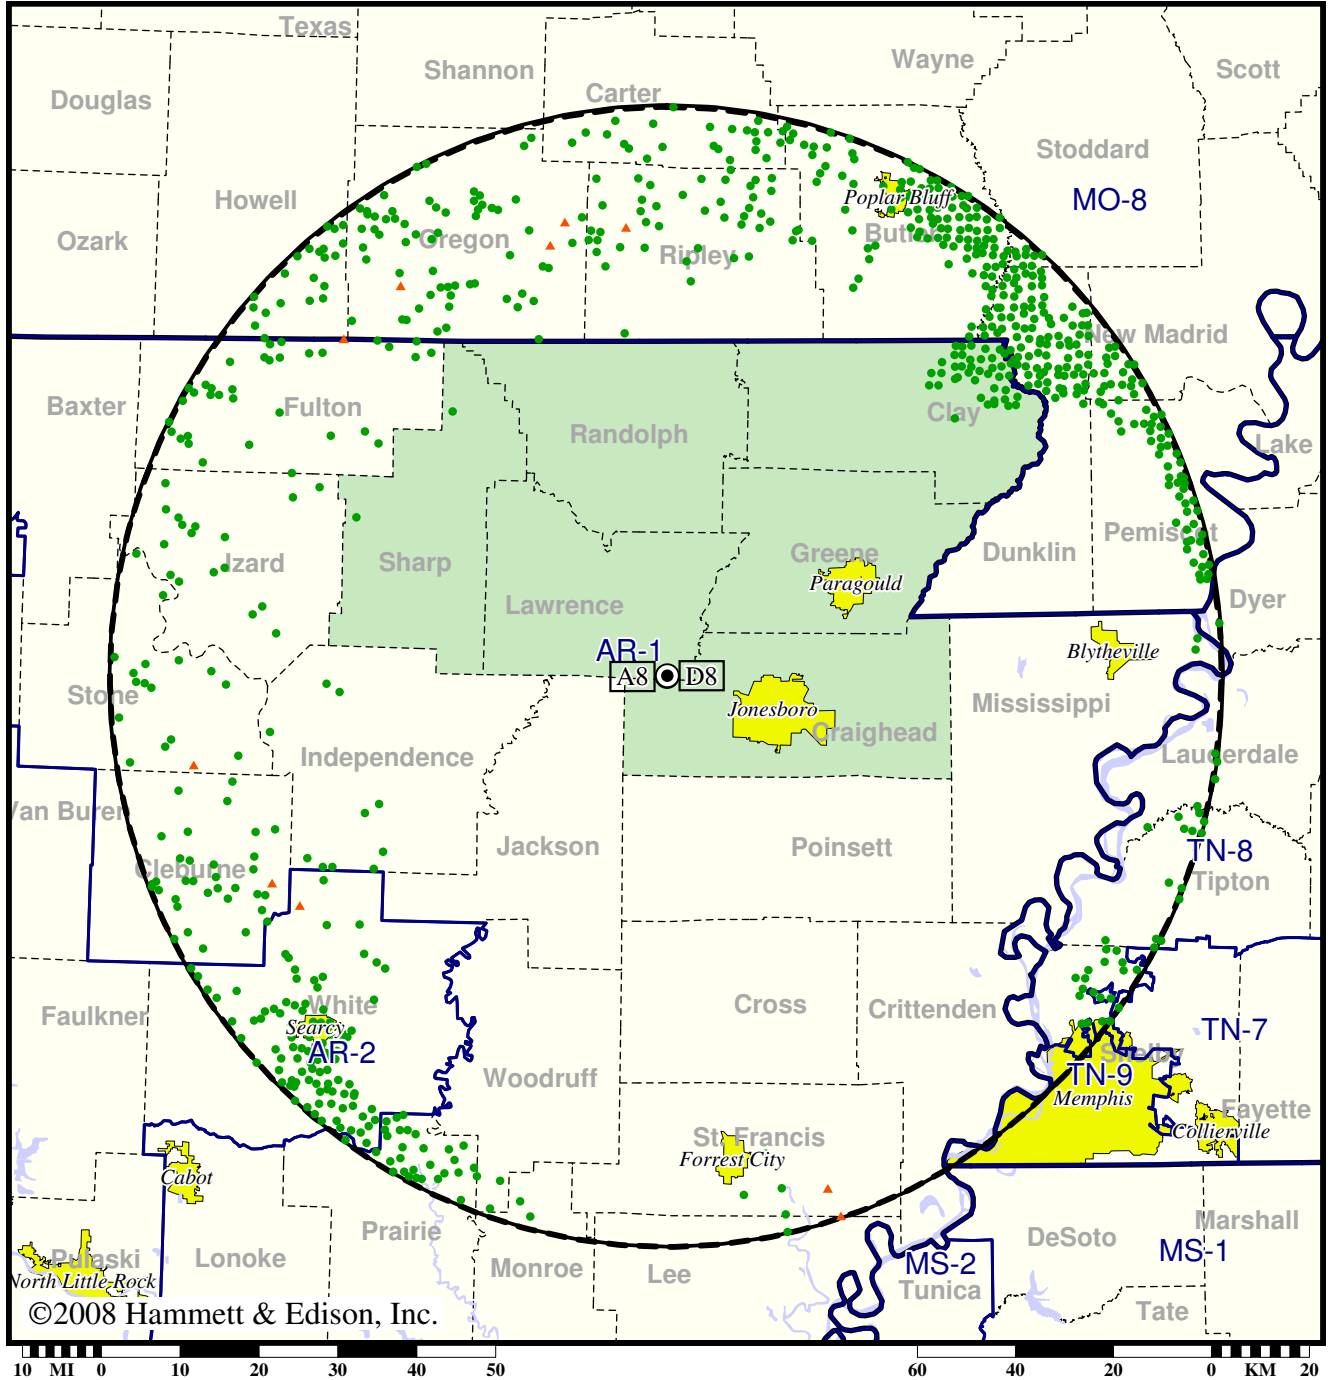 Texas
Shannon
Wayne
Scott
Carter
Douglas
Stoddard
Howell
Poplar Bluff
MO-8
Ozark
Oregon
Butler
Ripley
New Madrid
Baxter
Fulton
Clay
Randolph
Lake
Izard
Sharp
Greene
Dunklin
Pemiscot
Paragould
Lawrence
Dyer
AR-1
Blytheville
A8
D8
Stone
Jonesboro
Mississippi
Craighead
Independence
Lauderdale
Van Buren
Jackson
Poinsett
TN-8
Cleburne
Tipton
White
Cross
Crittenden
Faulkner
Searcy
TN-7
AR-2
Shelby
Woodruff
TN-9
Memphis
Fayette
St. Francis
Collierville
Forrest City
Cabot
Prairie
Marshall
DeSoto
Pulaski
Lonoke
MS-1
Monroe
Lee
MS-2
North Little Rock
Tunica
Tate
©2008 Hammett & Edison, Inc.
10 MI 0 10 20 30 40 50 60 40 20 0 KM 20